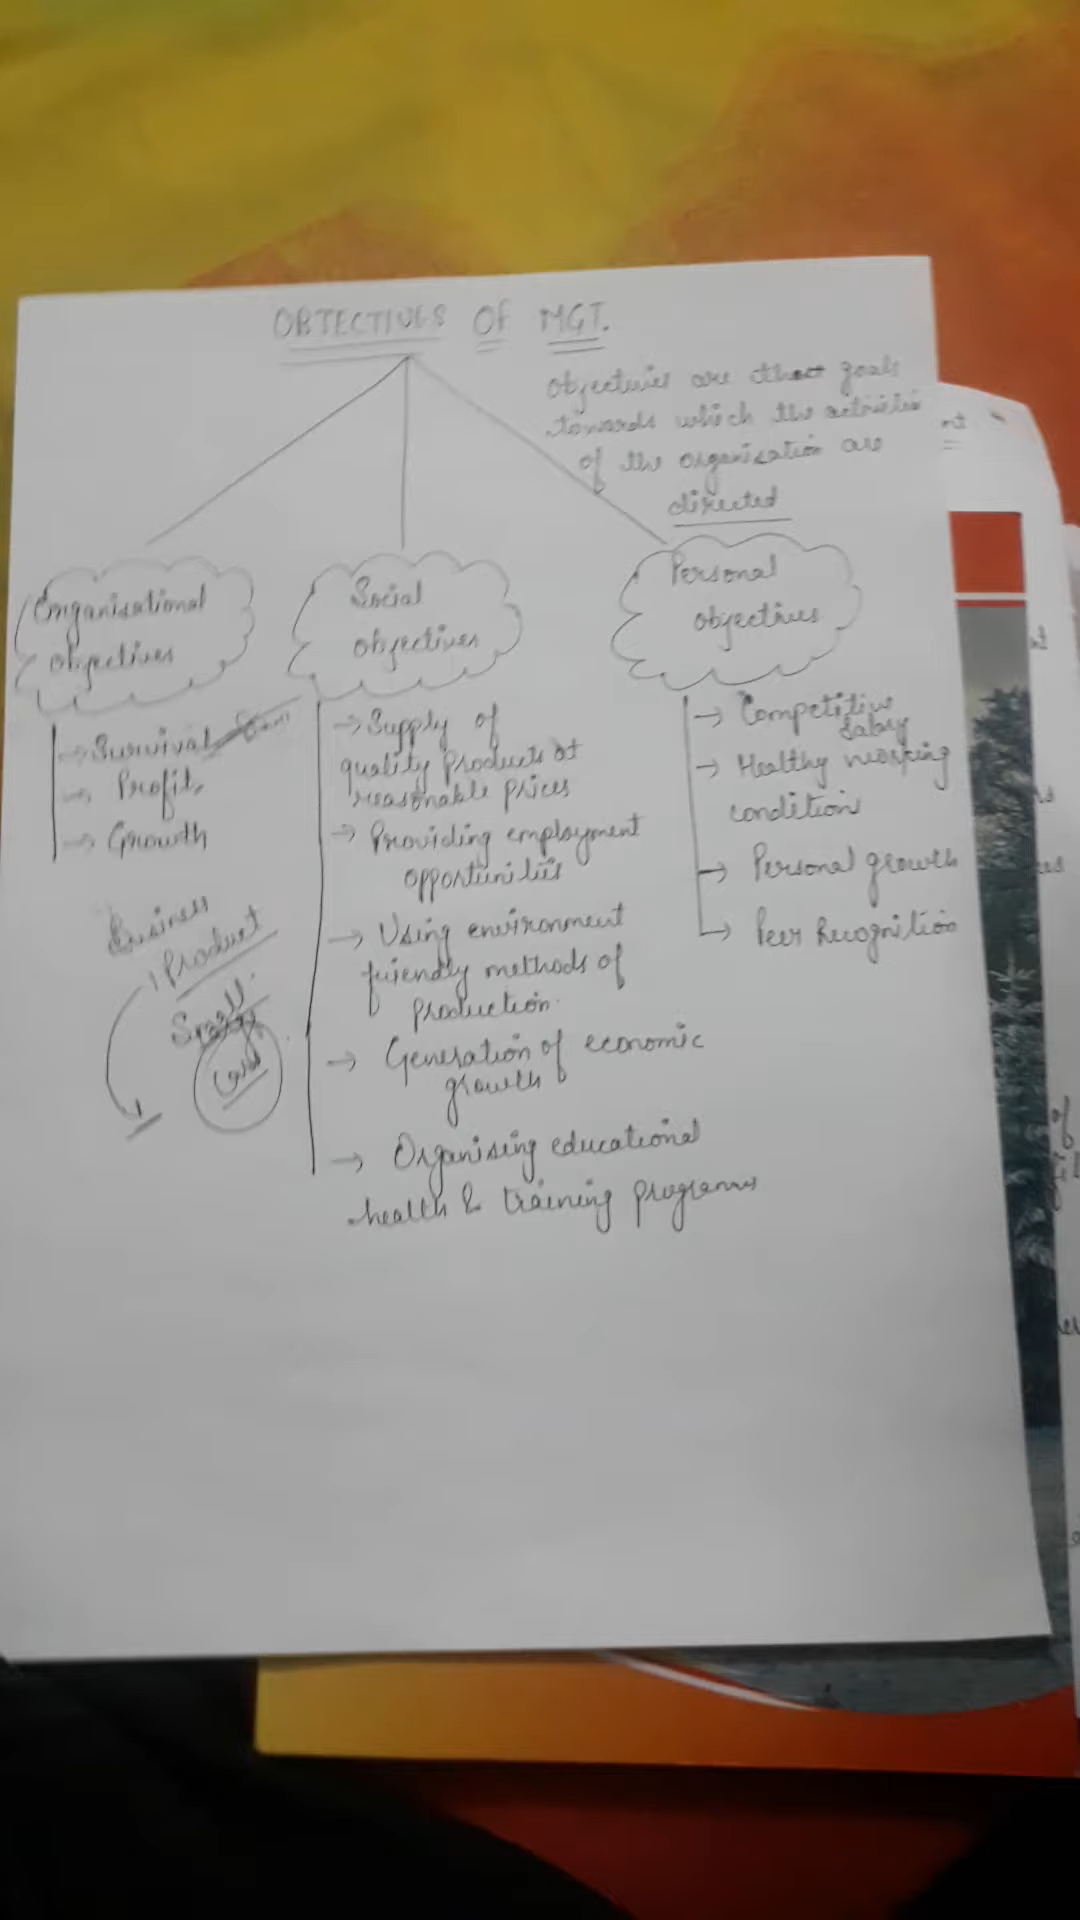 OBJECTIVES OF MGT.
Objectives are those goals
towards which the activities
of the organisation are
directed
Organisational
objectives
→ Survival
→ Profit
→ Growth
Business
Product
Small
Social
objectives
→ Supply of
quality products at
reasonable prices
→ Providing employment
opportunities
→ Using environment
friendly methods of
production
→ Generation of economic
growth
→ Organising educational
health & training programs
Personal
objectives
→ Competitive
salary
→ Healthy working
condition
→ Personal growth
→ Peer Recognition